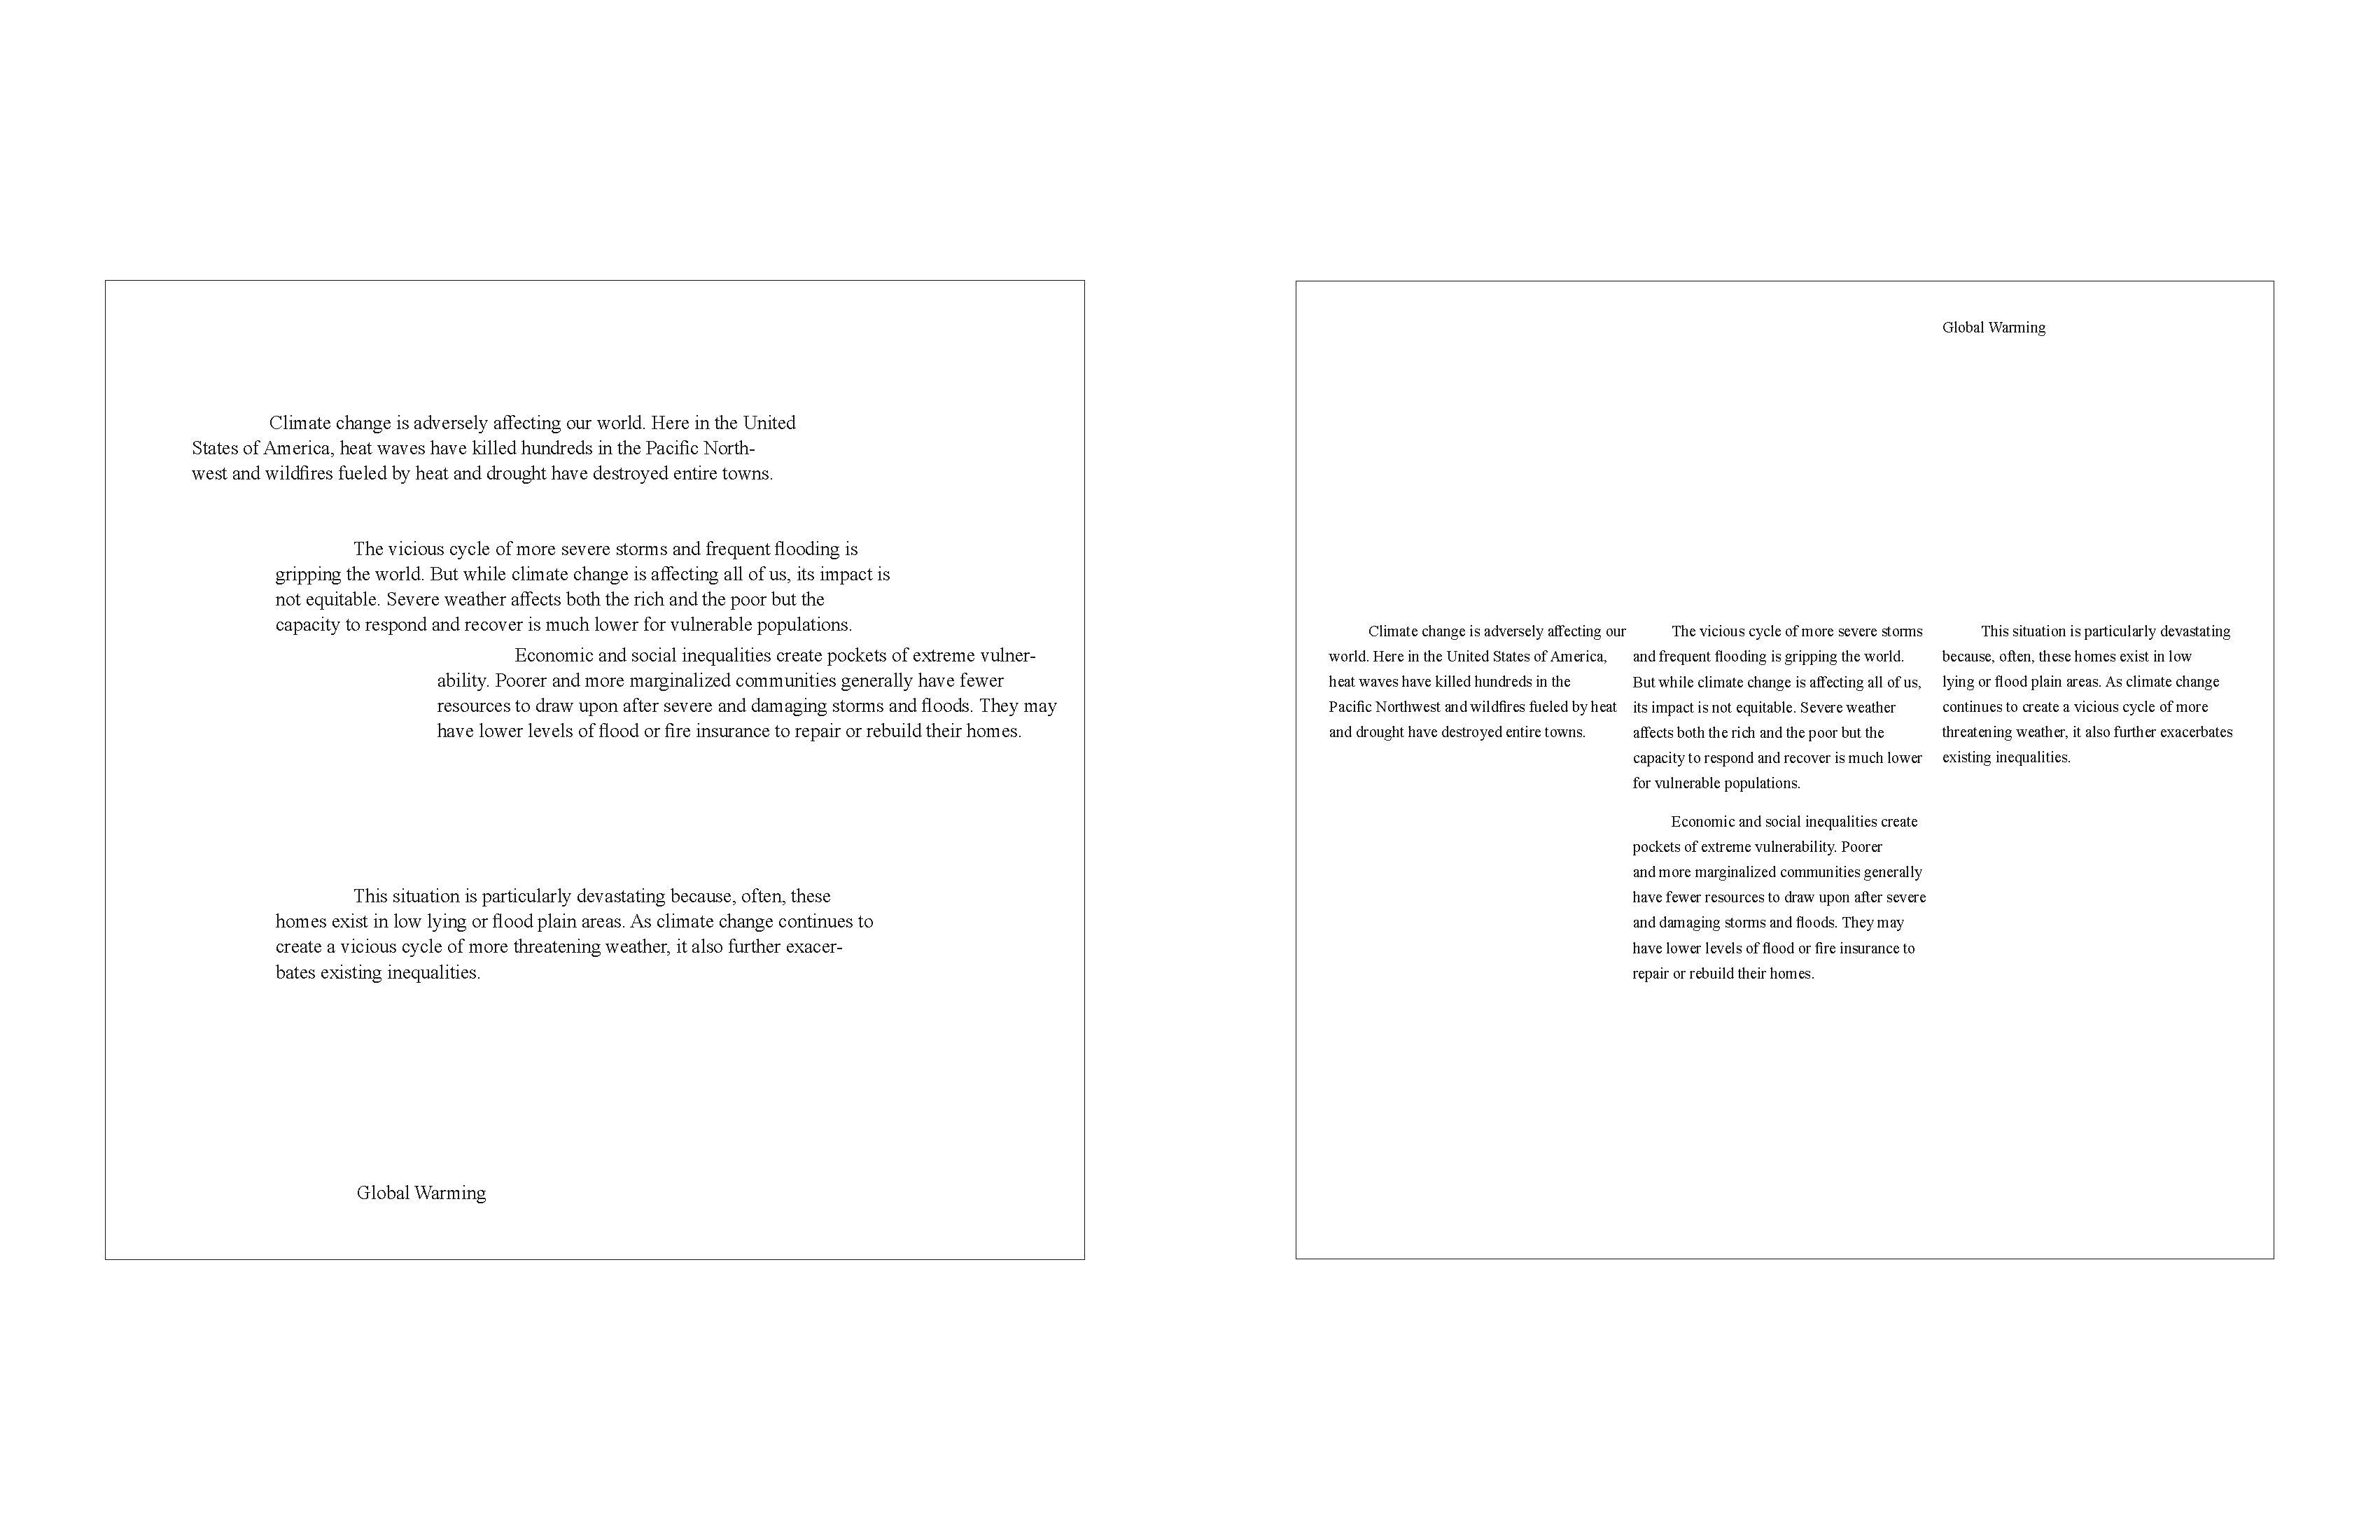 Climate change is adversely affecting our world. Here in the United
States of America, heat waves have killed hundreds in the Pacific North-
west and wildfires fueled by heat and drought have destroyed entire towns.
The vicious cycle of more severe storms and frequent flooding is
gripping the world. But while climate change is affecting all of us, its impact is
not equitable. Severe weather affects both the rich and the poor but the
capacity to respond and recover is much lower for vulnerable populations.
Economic and social inequalities create pockets of extreme vulner-
ability. Poorer and more marginalized communities generally have fewer
resources to draw upon after severe and damaging storms and floods. They may
have lower levels of flood or fire insurance to repair or rebuild their homes.
This situation is particularly devastating because, often, these
homes exist in low lying or flood plain areas. As climate change continues to
create a vicious cycle of more threatening weather, it also further exacer-
bates existing inequalities.
Global Warming
Global Warming
Climate change is adversely affecting our
world. Here in the United States of America,
heat waves have killed hundreds in the
Pacific Northwest and wildfires fueled by heat
and drought have destroyed entire towns.
The vicious cycle of more severe storms
and frequent flooding is gripping the world.
But while climate change is affecting all of us,
its impact is not equitable. Severe weather
affects both the rich and the poor but the
capacity to respond and recover is much lower
for vulnerable populations.
Economic and social inequalities create
pockets of extreme vulnerability. Poorer
and more marginalized communities generally
have fewer resources to draw upon after severe
and damaging storms and floods. They may
have lower levels of flood or fire insurance to
repair or rebuild their homes.
This situation is particularly devastating
because, often, these homes exist in low
lying or flood plain areas. As climate change
continues to create a vicious cycle of more
threatening weather, it also further exacerbates
existing inequalities.